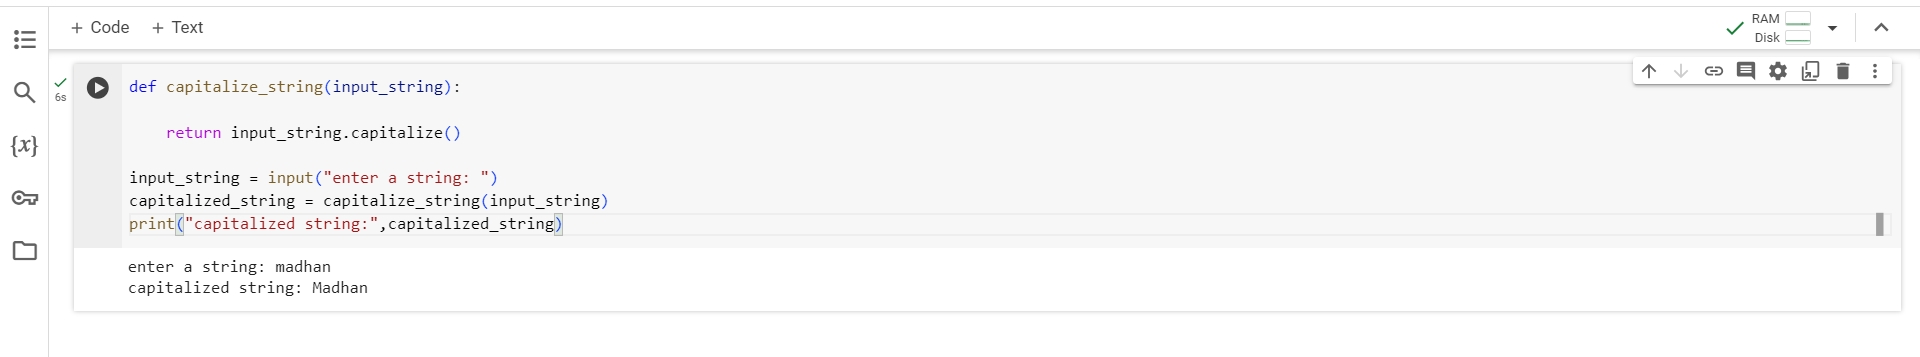 + Code + Text
RAM
Disk
{x}
6s
def capitalize_string(input_string):
    return input_string.capitalize()
input_string = input("enter a string: ")
capitalized_string = capitalize_string(input_string)
print("capitalized string:",capitalized_string)
enter a string: madhan
capitalized string: Madhan